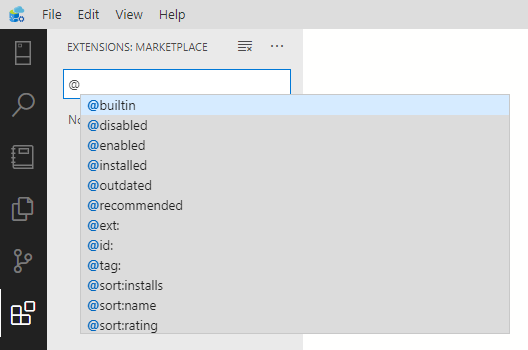 File Edit View Help
EXTENSIONS: MARKETPLACE
@
No
@builtin
@disabled
@enabled
@installed
@outdated
@recommended
@ext:
@id:
@tag:
@sort:installs
@sort:name
@sort:rating